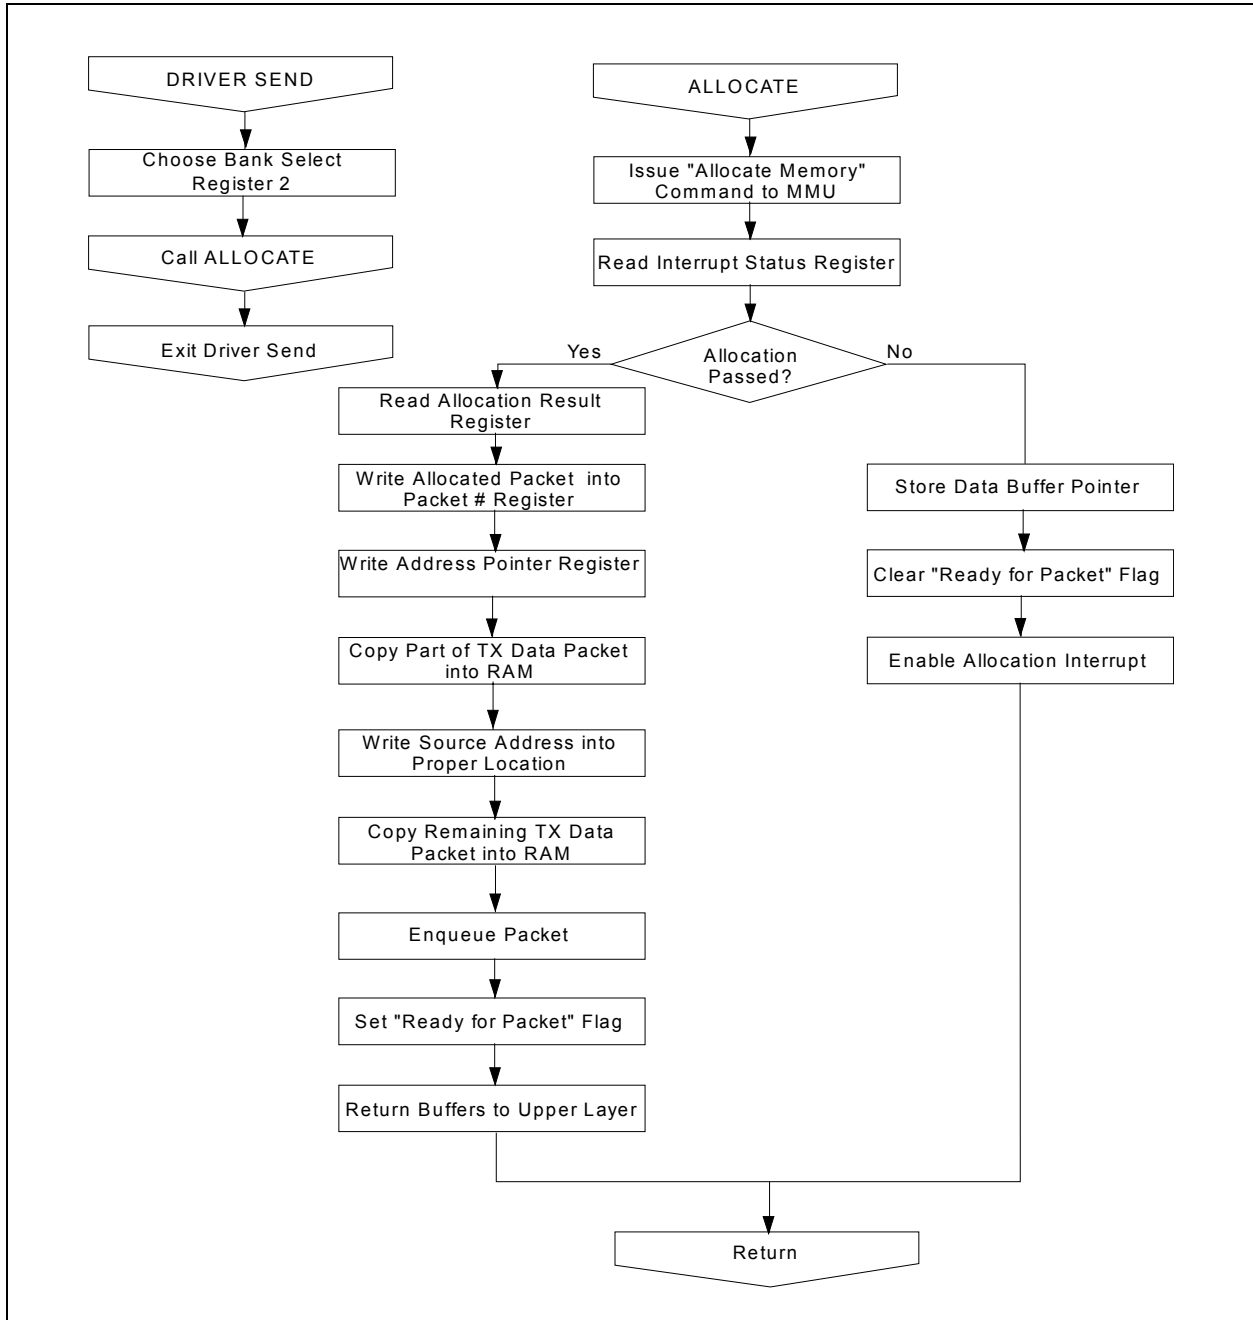 DRIVER SEND
Choose Bank Select
Register 2
Call ALLOCATE
Exit Driver Send
ALLOCATE
Issue "Allocate Memory"
Command to MMU
Read Interrupt Status Register
Allocation
Passed?
Yes
No
Read Allocation Result
Register
Write Allocated Packet into
Packet # Register
Write Address Pointer Register
Copy Part of TX Data Packet
into RAM
Write Source Address into
Proper Location
Copy Remaining TX Data
Packet into RAM
Enqueue Packet
Set "Ready for Packet" Flag
Return Buffers to Upper Layer
Store Data Buffer Pointer
Clear "Ready for Packet" Flag
Enable Allocation Interrupt
Return